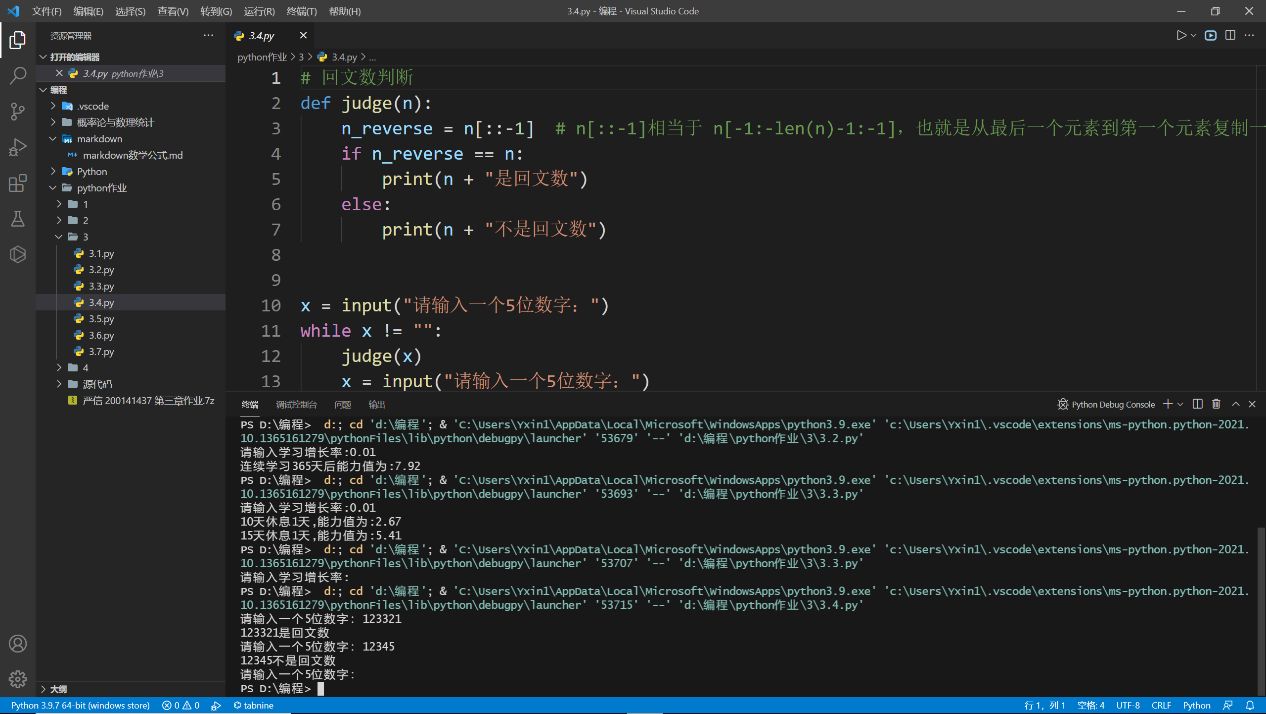 文件(F) 编辑(E) 选择(S) 查看(V) 转到(G) 运行(R) 终端(T) 帮助(H) 3.4.py - 编程 - Visual Studio Code
资源管理器
打开的编辑器
3.4.py python作业\3
编程
.vscode
概率论与数理统计
markdown
markdown数学公式.md
Python
python作业
1
2
3
3.1.py
3.2.py
3.3.py
3.4.py
3.5.py
3.6.py
3.7.py
4
源代码
严信 200141437 第三章作业.7z
大纲
3.4.py
python作业 > 3 > 3.4.py > ...
1 # 回文数判断
2 def judge(n):
3 n_reverse = n[::-1]  # n[::-1]相当于 n[-1:-len(n)-1:-1],也就是从最后一个元素到第一个元素复制一
4 if n_reverse == n:
5 print(n + "是回文数")
6 else:
7 print(n + "不是回文数")
8
9
10 x = input("请输入一个5位数字: ")
11 while x != "":
12 judge(x)
13 x = input("请输入一个5位数字: ")
终端 调试控制台 问题 输出 Python Debug Console
PS D:\编程>  d:; cd 'd:\编程'; & 'C:\Users\Yxin1\AppData\Local\Microsoft\WindowsApps\python3.9.exe' 'c:\Users\Yxin1\.vscode\extensions\ms-python.python-2021.
10.1365161279\pythonFiles\lib\python\debugpy\launcher' '53679' '--' 'd:\编程\python作业\3\3.2.py'
请输入学习增长率:0.01
连续学习365天后能力值为:7.92
PS D:\编程>  d:; cd 'd:\编程'; & 'C:\Users\Yxin1\AppData\Local\Microsoft\WindowsApps\python3.9.exe' 'c:\Users\Yxin1\.vscode\extensions\ms-python.python-2021.
10.1365161279\pythonFiles\lib\python\debugpy\launcher' '53693' '--' 'd:\编程\python作业\3\3.3.py'
请输入学习增长率:0.01
10天休息1天,能力值为:2.67
15天休息1天,能力值为:5.41
PS D:\编程>  d:; cd 'd:\编程'; & 'C:\Users\Yxin1\AppData\Local\Microsoft\WindowsApps\python3.9.exe' 'c:\Users\Yxin1\.vscode\extensions\ms-python.python-2021.
10.1365161279\pythonFiles\lib\python\debugpy\launcher' '53707' '--' 'd:\编程\python作业\3\3.3.py'
请输入学习增长率:
PS D:\编程>  d:; cd 'd:\编程'; & 'C:\Users\Yxin1\AppData\Local\Microsoft\WindowsApps\python3.9.exe' 'c:\Users\Yxin1\.vscode\extensions\ms-python.python-2021.
10.1365161279\pythonFiles\lib\python\debugpy\launcher' '53715' '--' 'd:\编程\python作业\3\3.4.py'
请输入一个5位数字: 123321
123321是回文数
请输入一个5位数字: 12345
12345不是回文数
请输入一个5位数字:
PS D:\编程>
Python 3.9.7 64-bit (windows store) 0 0 tabnine 行 1, 列 1 空格: 4 UTF-8 CRLF Python